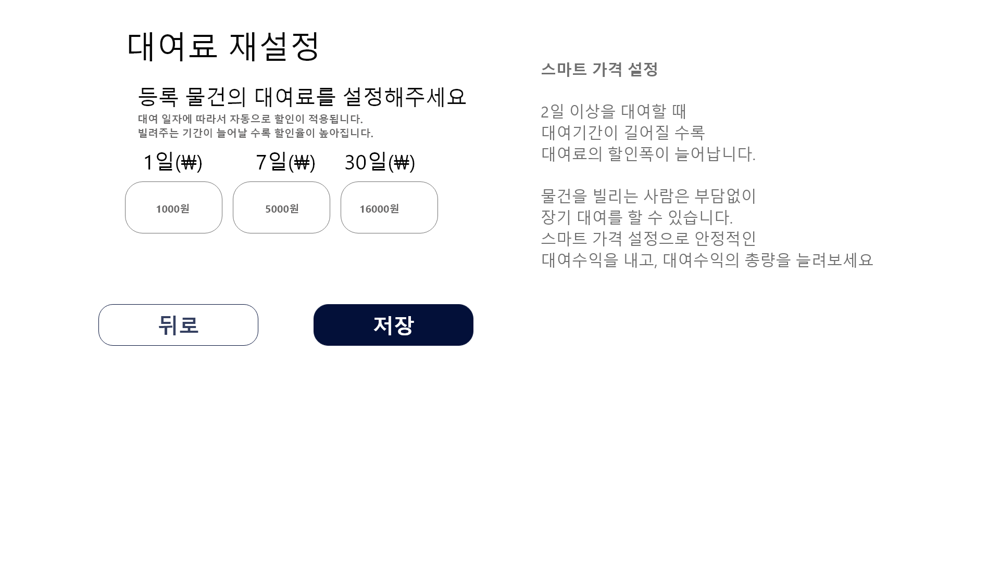 대여료 재설정
등록 물건의 대여료를 설정해주세요
대여 일자에 따라서 자동으로 할인이 적용됩니다.
빌려주는 기간이 늘어날 수록 할인율이 높아집니다.
1일(₩) 7일(₩) 30일(₩)
1000원 5000원 16000원
뒤로 저장
스마트 가격 설정
2일 이상을 대여할 때
대여기간이 길어질 수록
대여료의 할인폭이 늘어납니다.
물건을 빌리는 사람은 부담없이
장기 대여를 할 수 있습니다.
스마트 가격 설정으로 안정적인
대여수익을 내고, 대여수익의 총량을 늘려보세요